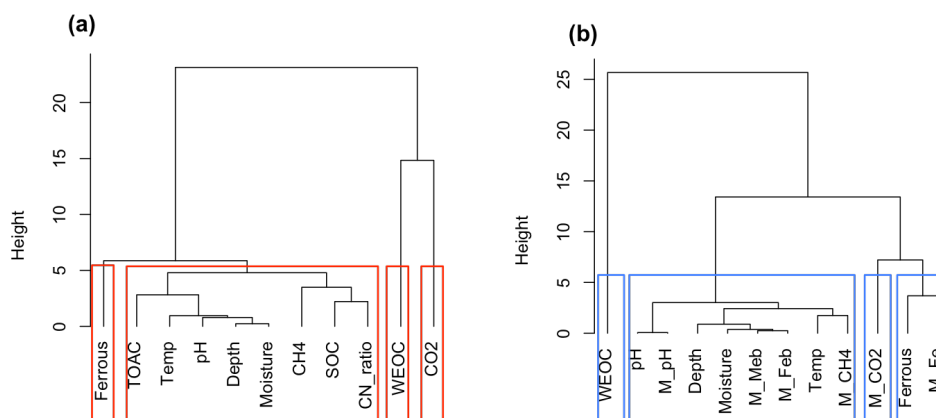 (a)
Height
20
15
10
5
0
Ferrous
TOAC
Temp
pH
Depth
Moisture
CH4
SOC
CN_ratio
WEOC
CO2
(b)
Height
25
20
15
10
5
0
WEOC
pH
M_pH
Depth
Moisture
M_Meb
M_Feb
Temp
M_CH4
M_CO2
Ferrous